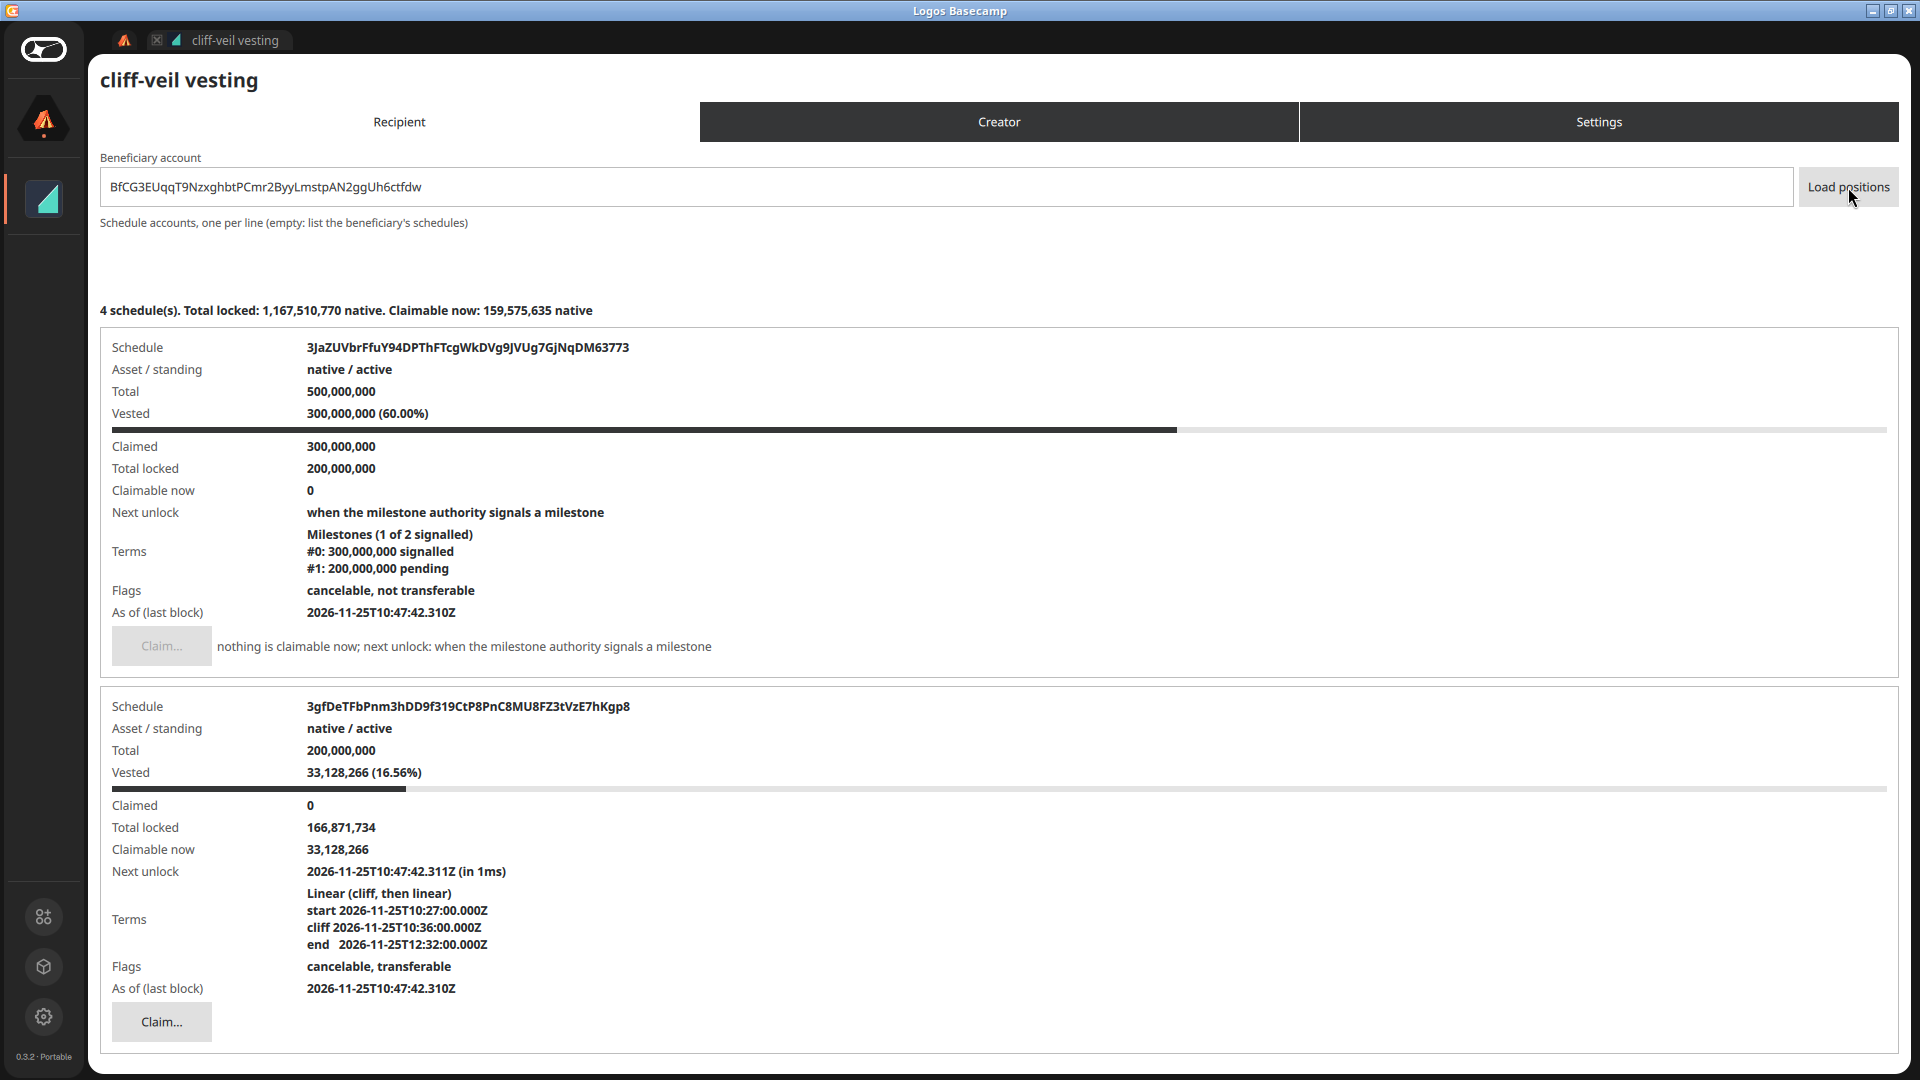 Logos Basecamp
cliff-veil vesting
cliff-veil vesting
Recipient
Creator
Settings
Beneficiary account
BfCG3EUqqT9NzxghbtPCmr2ByyLmstpAN2ggUh6ctfdw
Load positions
Schedule accounts, one per line (empty: list the beneficiary's schedules)
4 schedule(s). Total locked: 1,167,510,770 native. Claimable now: 159,575,635 native
Schedule 3JaZUVbrFfuY94DPThFTcgWkDVg9JVUg7GjNqDM63773
Asset / standing native / active
Total 500,000,000
Vested 300,000,000 (60.00%)
Claimed 300,000,000
Total locked 200,000,000
Claimable now 0
Next unlock when the milestone authority signals a milestone
Terms Milestones (1 of 2 signalled)
#0: 300,000,000 signalled
#1: 200,000,000 pending
Flags cancelable, not transferable
As of (last block) 2026-11-25T10:47:42.310Z
Claim... nothing is claimable now; next unlock: when the milestone authority signals a milestone
Schedule 3gfDeTFbPnm3hDD9f319CtP8PnC8MU8FZ3tVzE7hKgp8
Asset / standing native / active
Total 200,000,000
Vested 33,128,266 (16.56%)
Claimed 0
Total locked 166,871,734
Claimable now 33,128,266
Next unlock 2026-11-25T10:47:42.311Z (in 1ms)
Terms Linear (cliff, then linear)
start 2026-11-25T10:27:00.000Z
cliff 2026-11-25T10:36:00.000Z
end 2026-11-25T12:32:00.000Z
Flags cancelable, transferable
As of (last block) 2026-11-25T10:47:42.310Z
Claim...
0.3.2 · Portable